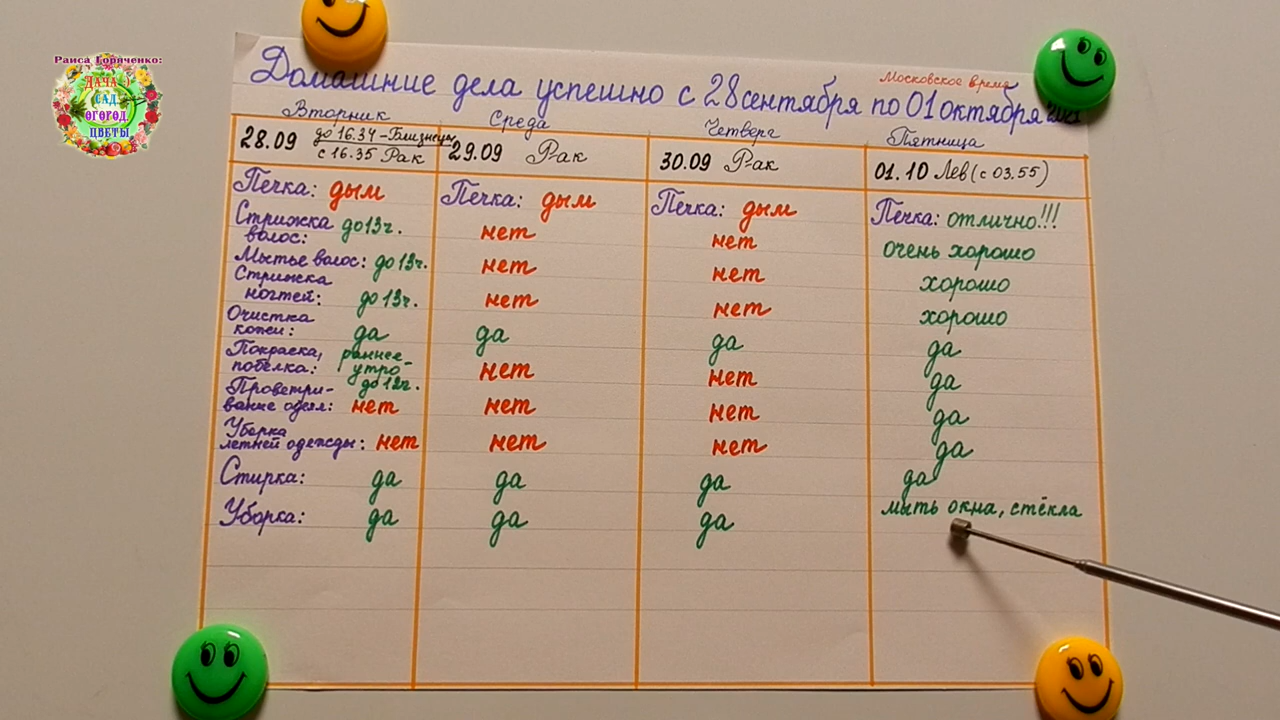 Раиса Горяченко:
ДАЧА
САД
ОГОРОД
ЦВЕТЫ
Московское время
Домашние дела успешно с 28 сентября по 01 октября
Вторник Среда Четверг Пятница
28.09 до 16.34 - Близнецы
с 16.35 Рак
29.09 Рак
30.09 Рак
01.10 Лев (с 03.55)
Печка: дым
Стрижка волос: до 13ч.
Мытьё волос: до 13ч.
Стрижка ногтей: до 13ч.
Очистка кожи: да
Покраска, побелка: раннее утро - до 12ч.
Проветри-
вание одеял: нет
Уборка
летней одежды: нет
Стирка: да
Уборка: да
Печка: дым
нет
нет
нет
да
нет
нет
нет
да
да
Печка: дым
нет
нет
нет
да
нет
нет
нет
да
да
Печка: отлично!!!
очень хорошо
хорошо
хорошо
да
да
да
да
да
мыть окна, стёкла